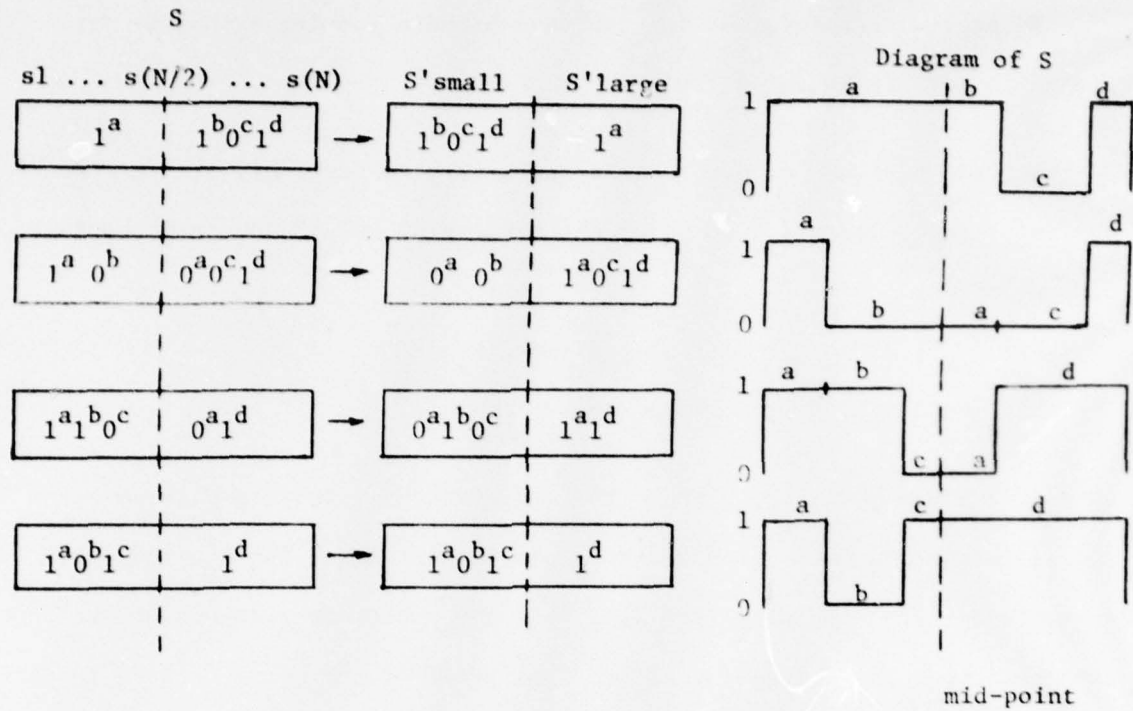 S
Diagram of S
s1 ... s(N/2) ... s(N) S'small S'large
1 a b d
1^a 1^b0^c1^d → 1^b0^c1^d 1^a
0 c
a d
1
1^a 0^b 0^a0^c1^d → 0^a 0^b 1^a0^c1^d
0 b a c
a b d
1
1^a1^b0^c 0^a1^d → 0^a1^b0^c 1^a1^d
0 c a
a c d
1
1^a0^b1^c 1^d → 1^a0^b1^c 1^d
0 b
mid-point